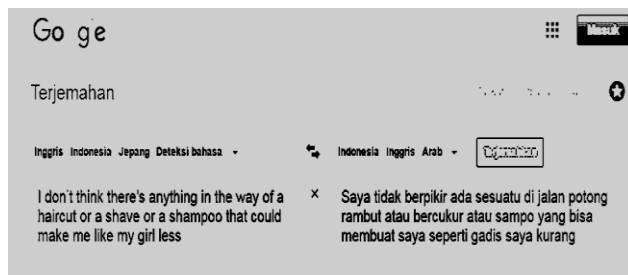 Go g e
Masuk
Terjemahan
Inggris Indonesia Jepang Deteksi bahasa
Indonesia Inggris Arab
Terjemahkan
I don't think there's anything in the way of a
haircut or a shave or a shampoo that could
make me like my girl less
Saya tidak berpikir ada sesuatu di jalan potong
rambut atau bercukur atau sampo yang bisa
membuat saya seperti gadis saya kurang